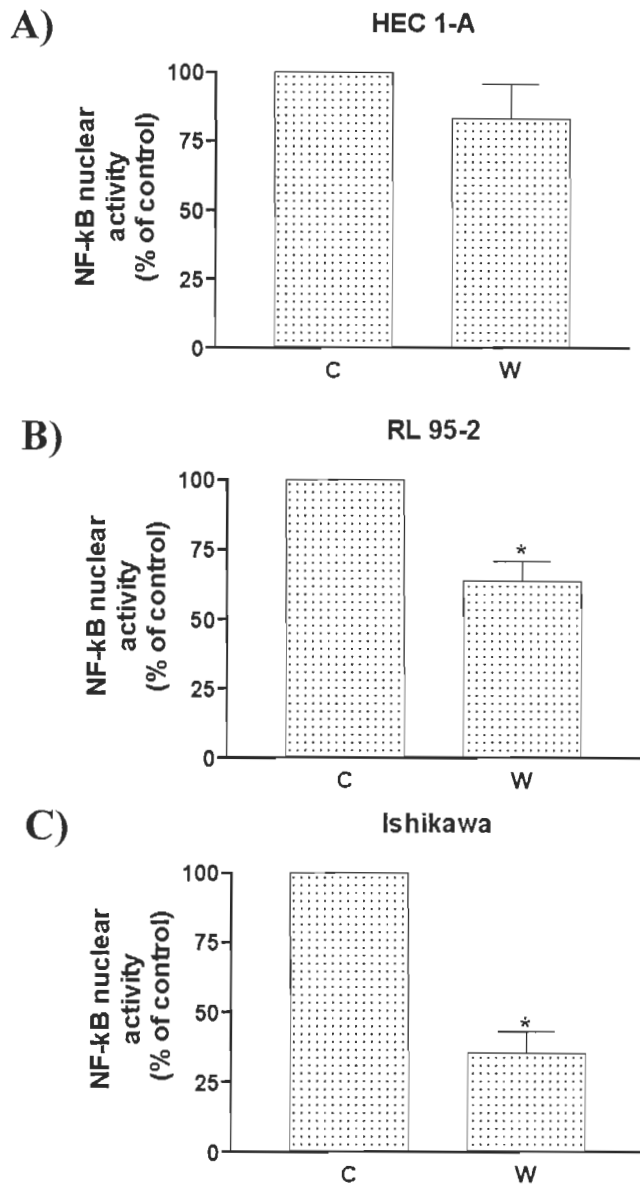 A)
HEC 1-A
NF-kB nuclear
activity
(% of control)
100
75
50
25
0
C W
B)
RL 95-2
NF-kB nuclear
activity
(% of control)
100
75
50
25
0
*
C W
C)
Ishikawa
NF-kB nuclear
activity
(% of control)
100
75
50
25
0
*
C W